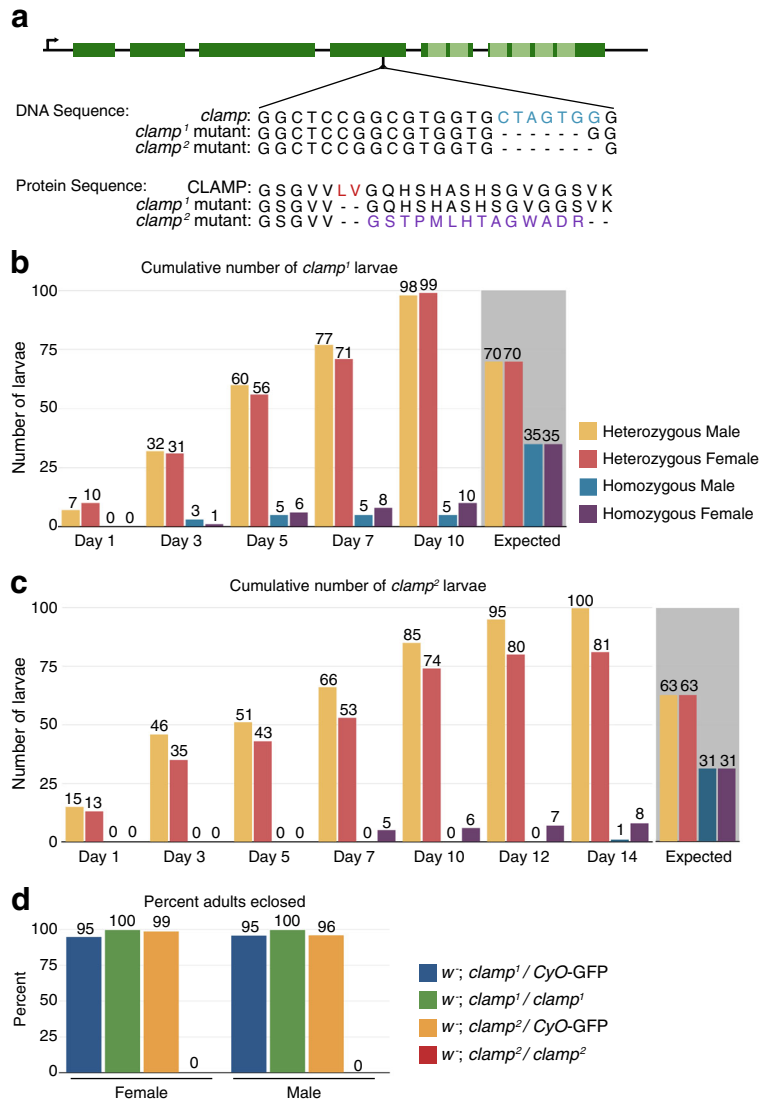 a
DNA Sequence:
clamp: G G C T C C G G C G T G G T G C T A G T G G G
clamp¹ mutant: G G C T C C G G C G T G G T G - - - - - - G G
clamp² mutant: G G C T C C G G C G T G G T G - - - - - - - G
Protein Sequence:
CLAMP: G S G V V L V G Q H S H A S H S G V G G S V K
clamp¹ mutant: G S G V V - - G Q H S H A S H S G V G G S V K
clamp² mutant: G S G V V - - G S T P M L H T A G W A D R - -
b
Cumulative number of clamp¹ larvae
Number of larvae
100
75
50
25
0
7 10 0 0
32 31 3 1
60 56 5 6
77 71 5 8
98 99 5 10
70 70 35 35
Day 1 Day 3 Day 5 Day 7 Day 10 Expected
Heterozygous Male
Heterozygous Female
Homozygous Male
Homozygous Female
c
Cumulative number of clamp² larvae
Number of larvae
100
75
50
25
0
15 13 0 0
46 35 0 0
51 43 0 0
66 53 0 5
85 74 0 6
95 80 0 7
100 81 1 8
63 63 31 31
Day 1 Day 3 Day 5 Day 7 Day 10 Day 12 Day 14 Expected
d
Percent adults eclosed
Percent
100
75
50
25
0
95 100 99 0
95 100 96 0
Female Male
w⁻; clamp¹ / CyO-GFP
w⁻; clamp¹ / clamp¹
w⁻; clamp² / CyO-GFP
w⁻; clamp² / clamp²